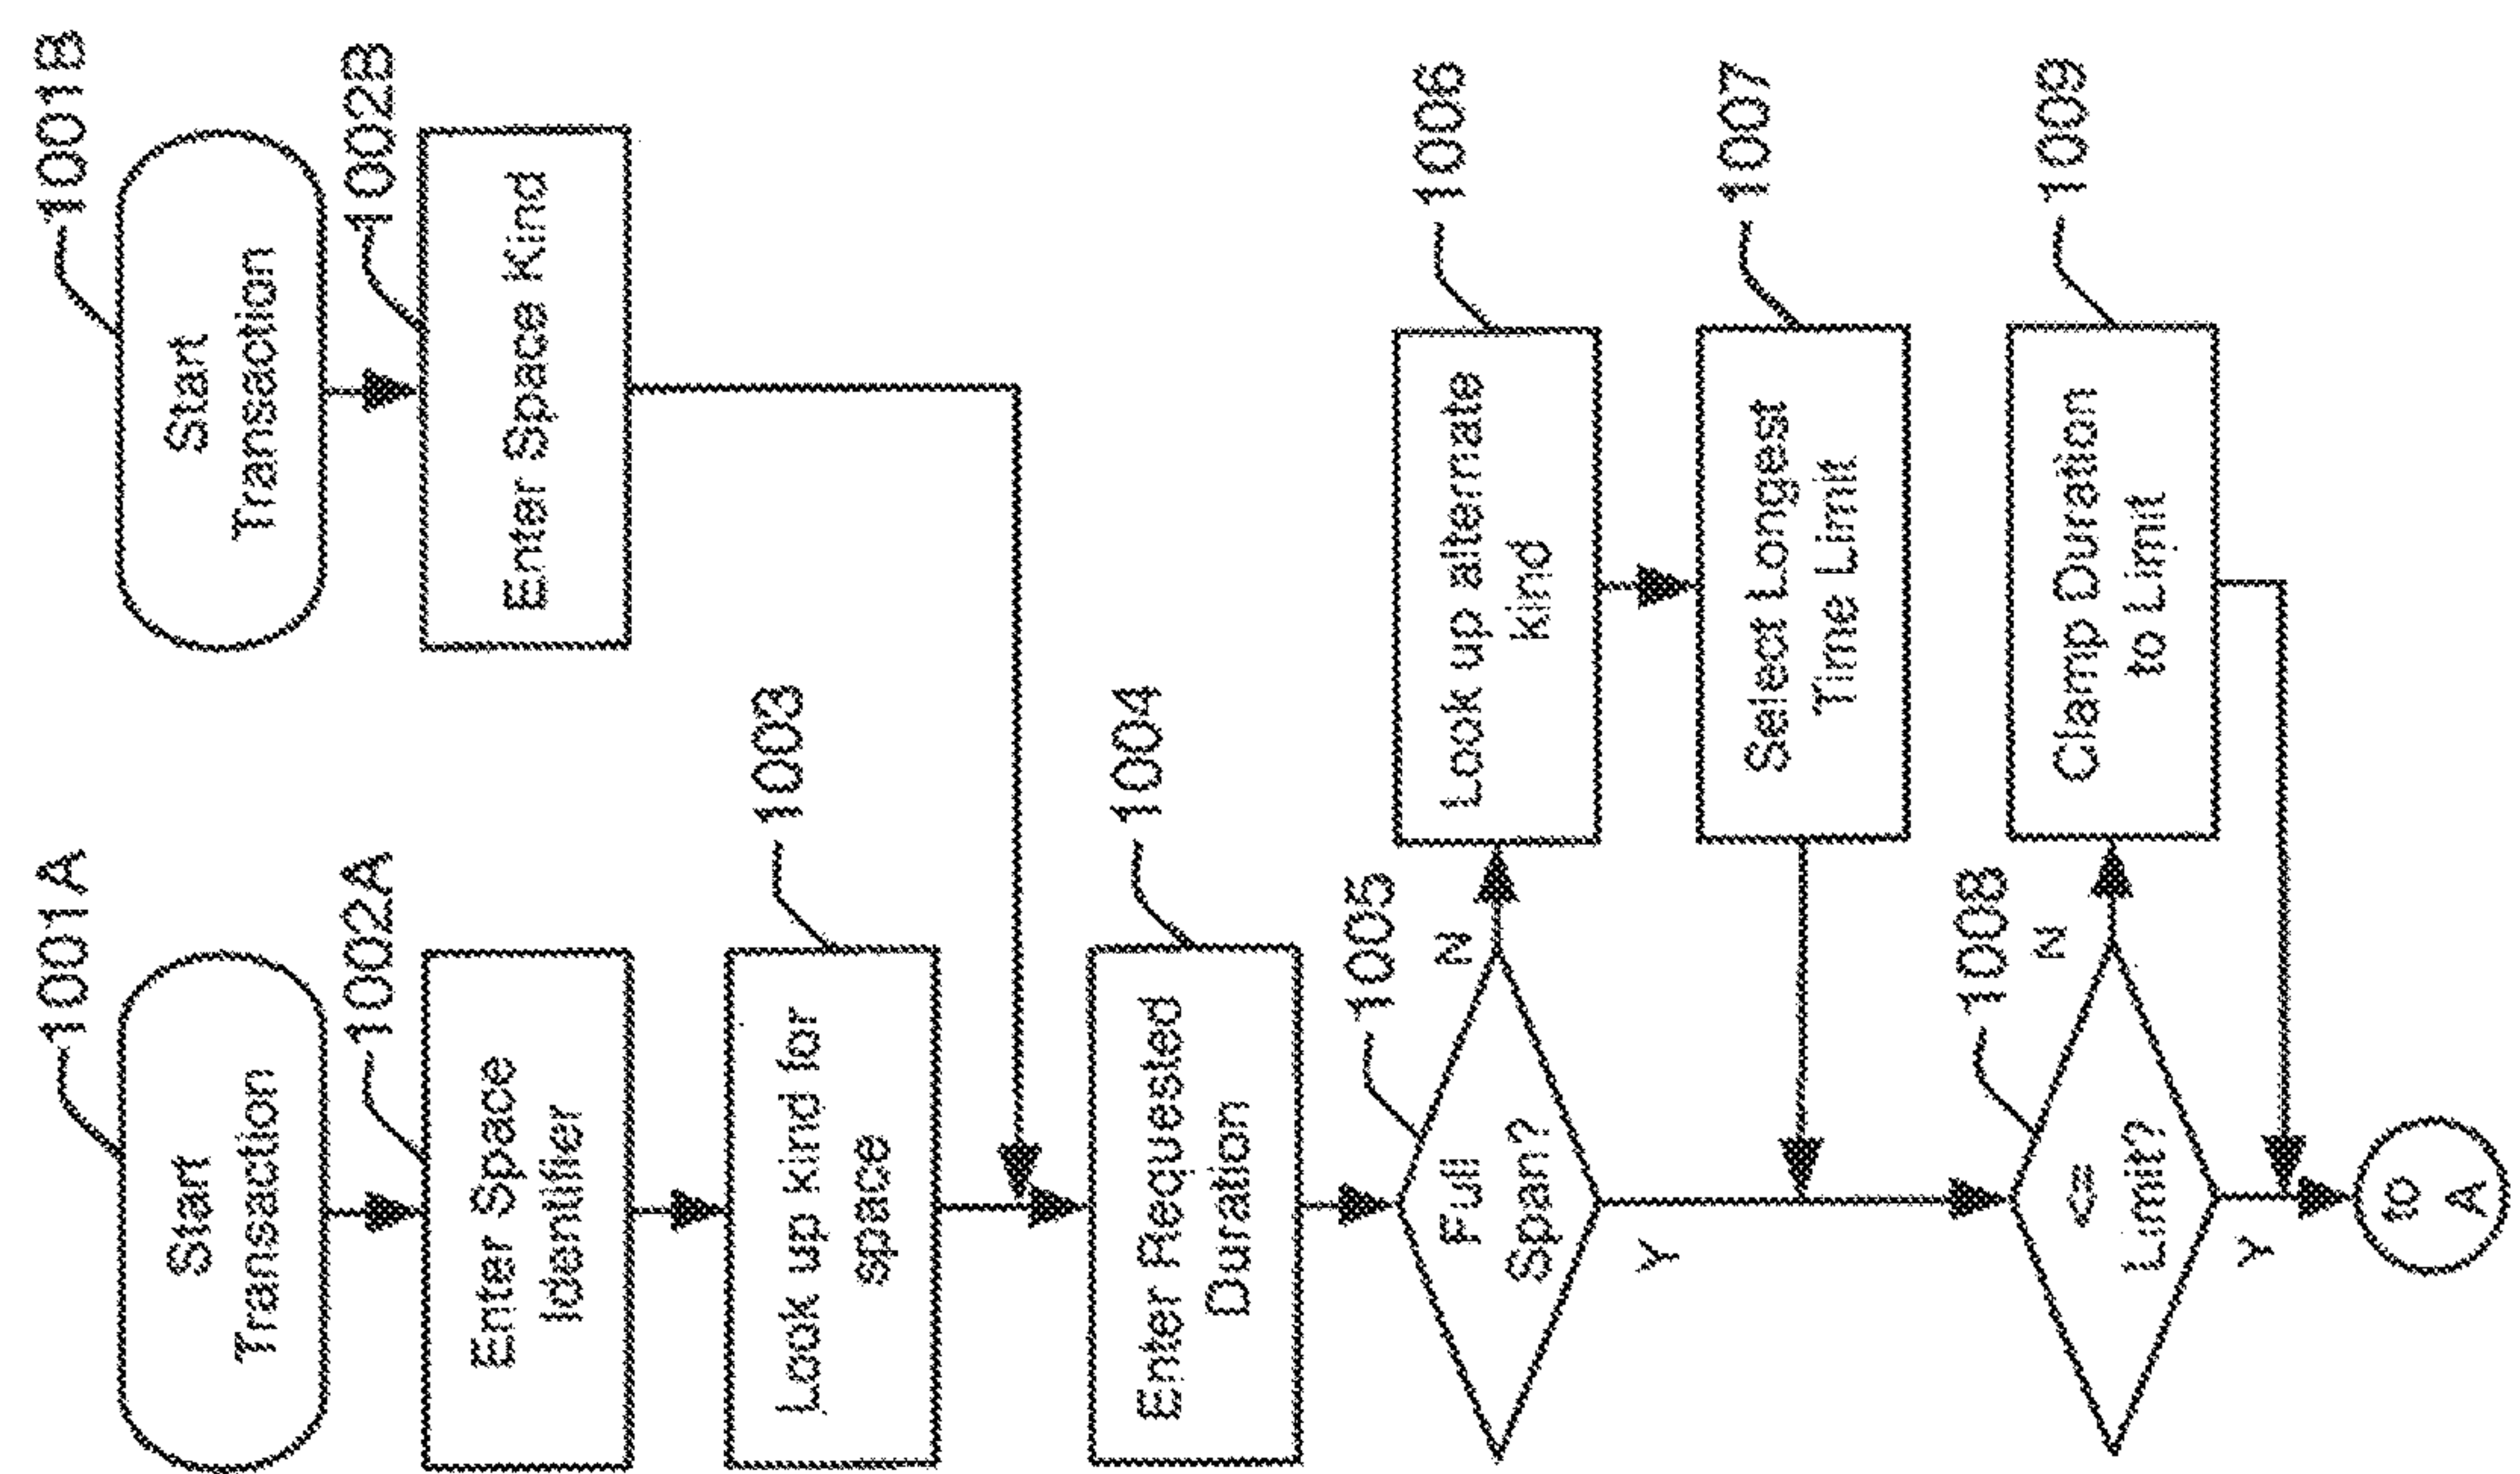 1001A
Start
Transaction
1001B
Start
Transaction
1002A
Enter Space
Identifier
1002B
Enter Space Kind
1003
Look up kind for
space
1004
Enter Requested
Duration
1005
Full
Span?
N
Y
1006
Look up alternate
kind
1007
Select Longest
Time Limit
1008
<=
Limit?
N
Y
1009
Clamp Duration
to Limit
to
A